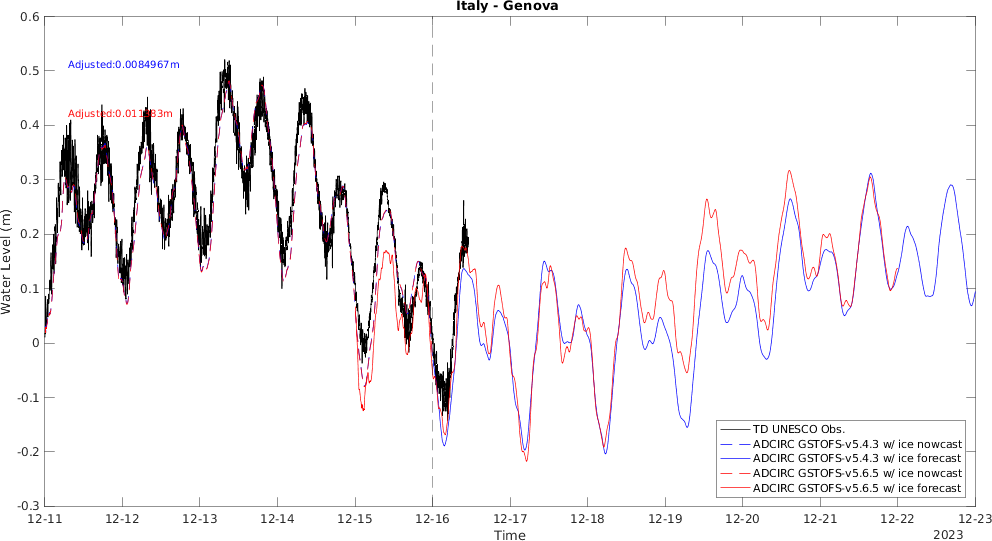 Italy - Genova
0.6
0.5
0.4
0.3
0.2
0.1
0
-0.1
-0.2
-0.3
Water Level (m)
Adjusted:0.0084967m
TD UNESCO Obs.
ADCIRC GSTOFS-v5.4.3 w/ ice nowcast
ADCIRC GSTOFS-v5.4.3 w/ ice forecast
ADCIRC GSTOFS-v5.6.5 w/ ice nowcast
ADCIRC GSTOFS-v5.6.5 w/ ice forecast
12-11 12-12 12-13 12-14 12-15 12-16 12-17 12-18 12-19 12-20 12-21 12-22 12-23
Time
2023